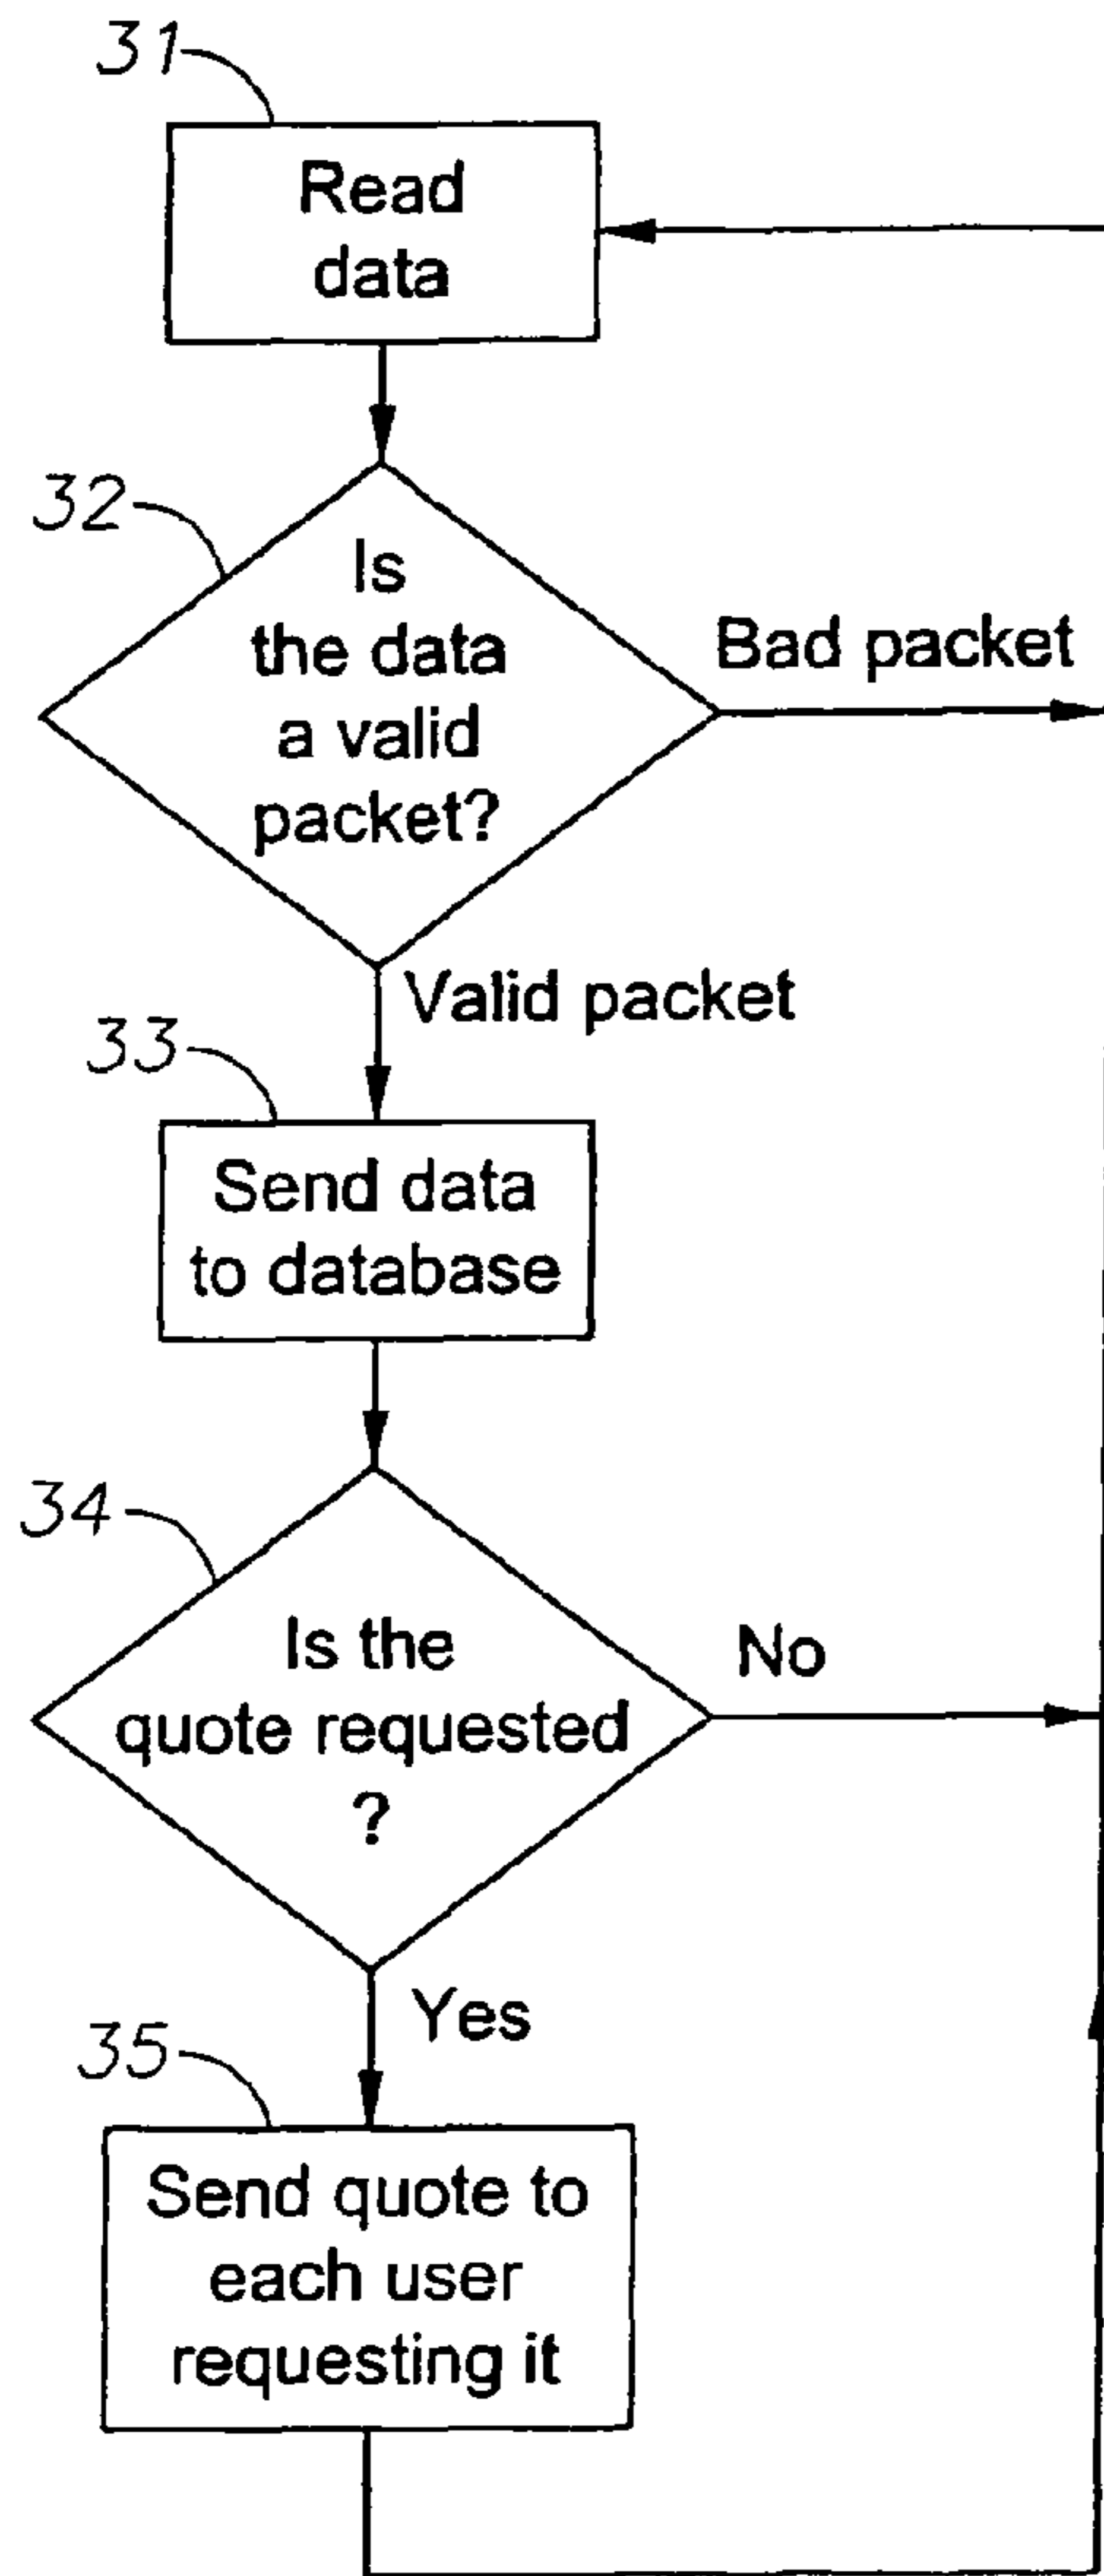 31
Read
data
32
Is
the data
a valid
packet?
Bad packet
Valid packet
33
Send data
to database
34
Is the
quote requested
?
No
Yes
35
Send quote to
each user
requesting it